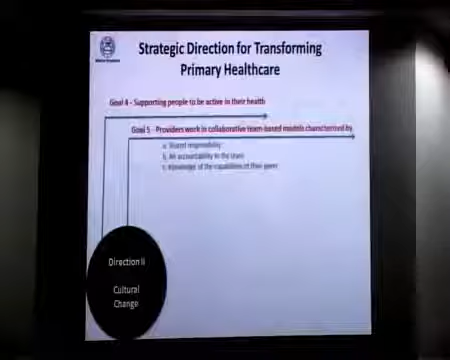 Strategic Direction for Transforming
Primary Healthcare
Goal 4 - Supporting people to be active in their health
Goal 5 - Providers work in collaborative team-based models characterized by
a. Shared responsibility
b. An accountability to the team
c. Knowledge of the capabilities of their peers
Direction II
Cultural
Change